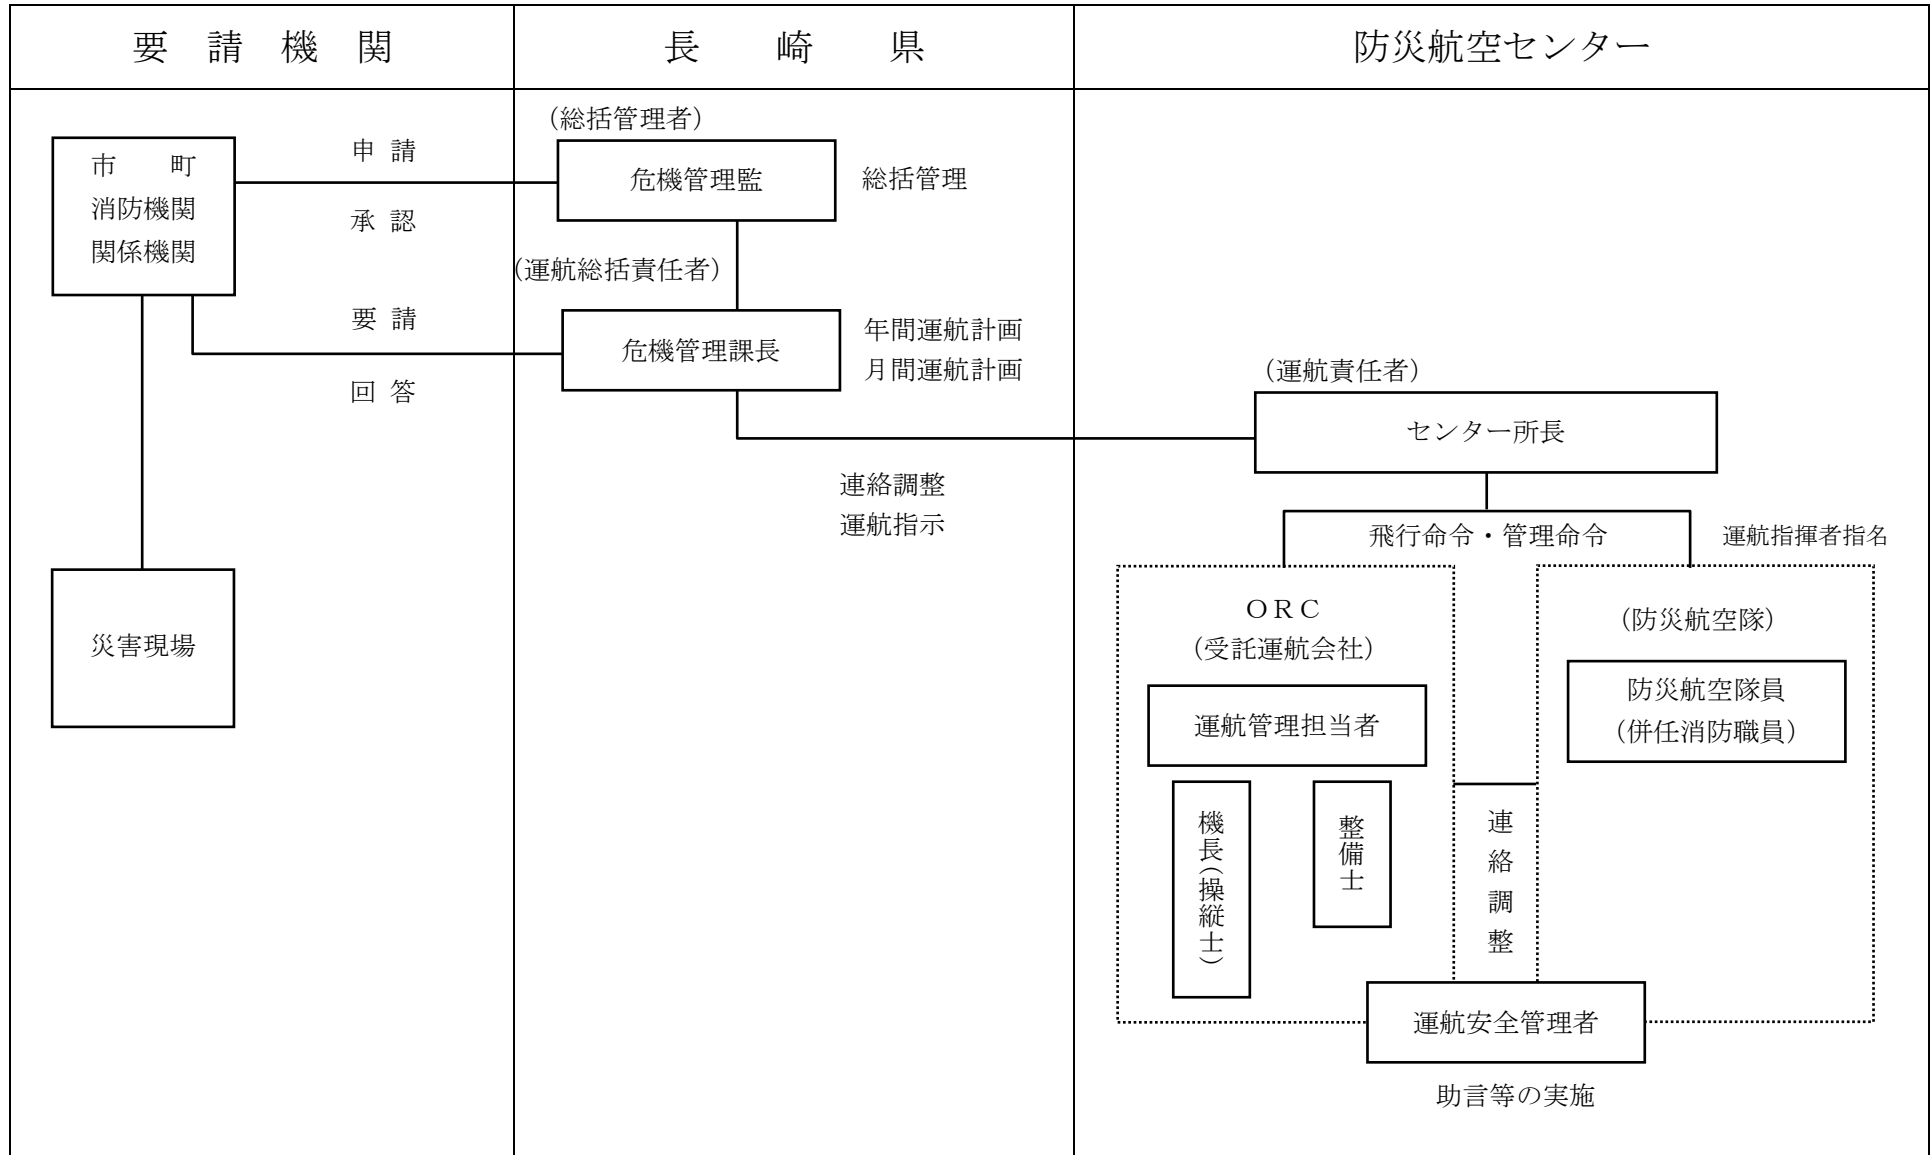 要請機関
長崎県
防災航空センター
市町
消防機関
関係機関
申請
承認
要請
回答
災害現場
（総括管理者）
危機管理監
総括管理
（運航総括責任者）
危機管理課長
年間運航計画
月間運航計画
連絡調整
運航指示
（運航責任者）
センター所長
飛行命令・管理命令
運航指揮者指名
ＯＲＣ
（受託運航会社）
運航管理担当者
機長（操縦士）
整備士
連絡調整
（防災航空隊）
防災航空隊員
（併任消防職員）
運航安全管理者
助言等の実施